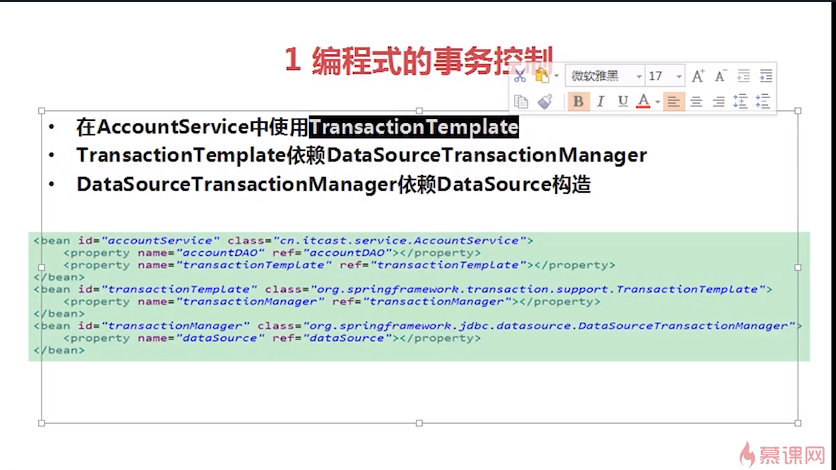 1 编程式的事务控制
微软雅黑 17
B I U A
• 在AccountService中使用TransactionTemplate
• TransactionTemplate依赖DataSourceTransactionManager
• DataSourceTransactionManager依赖DataSource构造
<bean id="accountService" class="cn.itcast.service.AccountService">
<property name="accountDAO" ref="accountDAO"></property>
<property name="transactionTemplate" ref="transactionTemplate"></property>
</bean>
<bean id="transactionTemplate" class="org.springframework.transaction.support.TransactionTemplate">
<property name="transactionManager" ref="transactionManager"></property>
</bean>
<bean id="transactionManager" class="org.springframework.jdbc.datasource.DataSourceTransactionManager">
<property name="dataSource" ref="dataSource"></property>
</bean>
慕课网